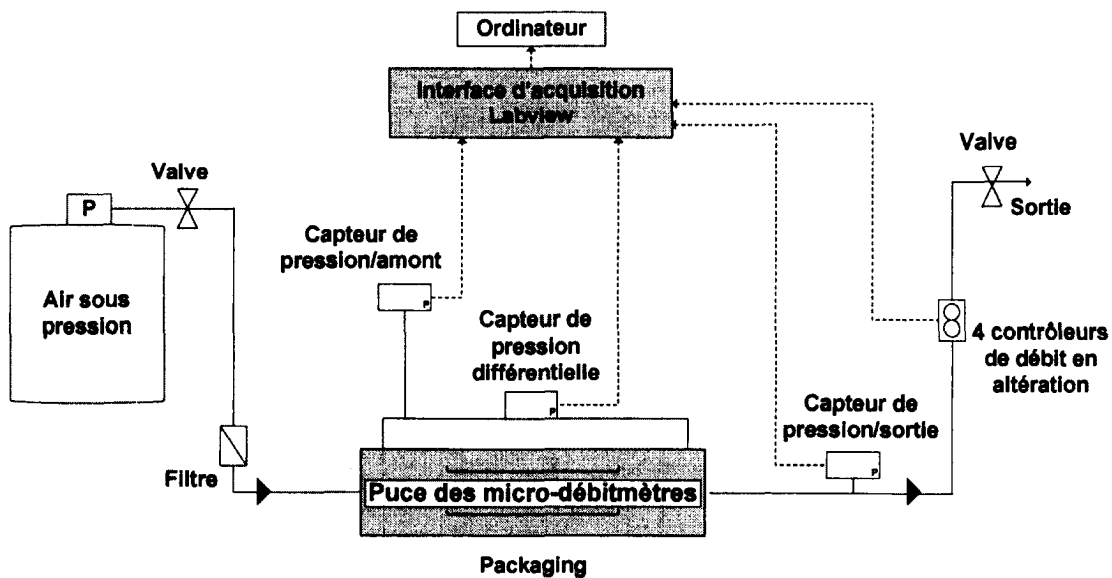 Ordinateur
Interface d'acquisition
Labview
Valve
P
Air sous
pression
Filtre
Capteur de
pression/amont
P
Capteur de
pression
différentielle
P
Puce des micro-débitmètres
Packaging
Capteur de
pression/sortie
P
4 contrôleurs
de débit en
altération
Valve
Sortie